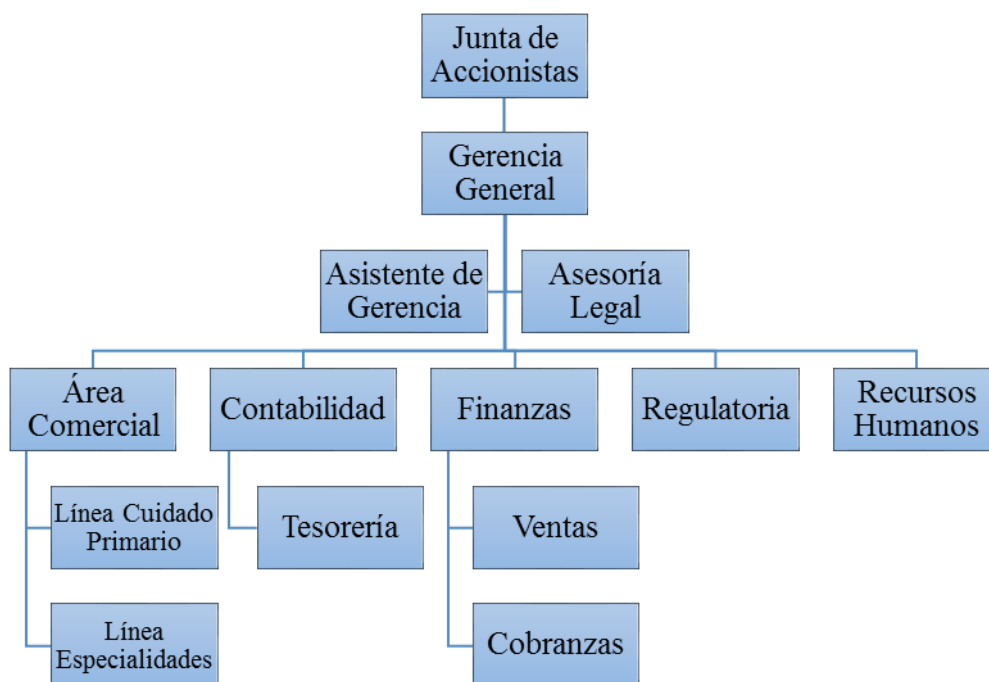 Junta de
Accionistas
Gerencia
General
Asistente de
Gerencia
Asesoría
Legal
Área
Comercial
Contabilidad
Finanzas
Regulatoria
Recursos
Humanos
Línea Cuidado
Primario
Tesorería
Ventas
Línea
Especialidades
Cobranzas